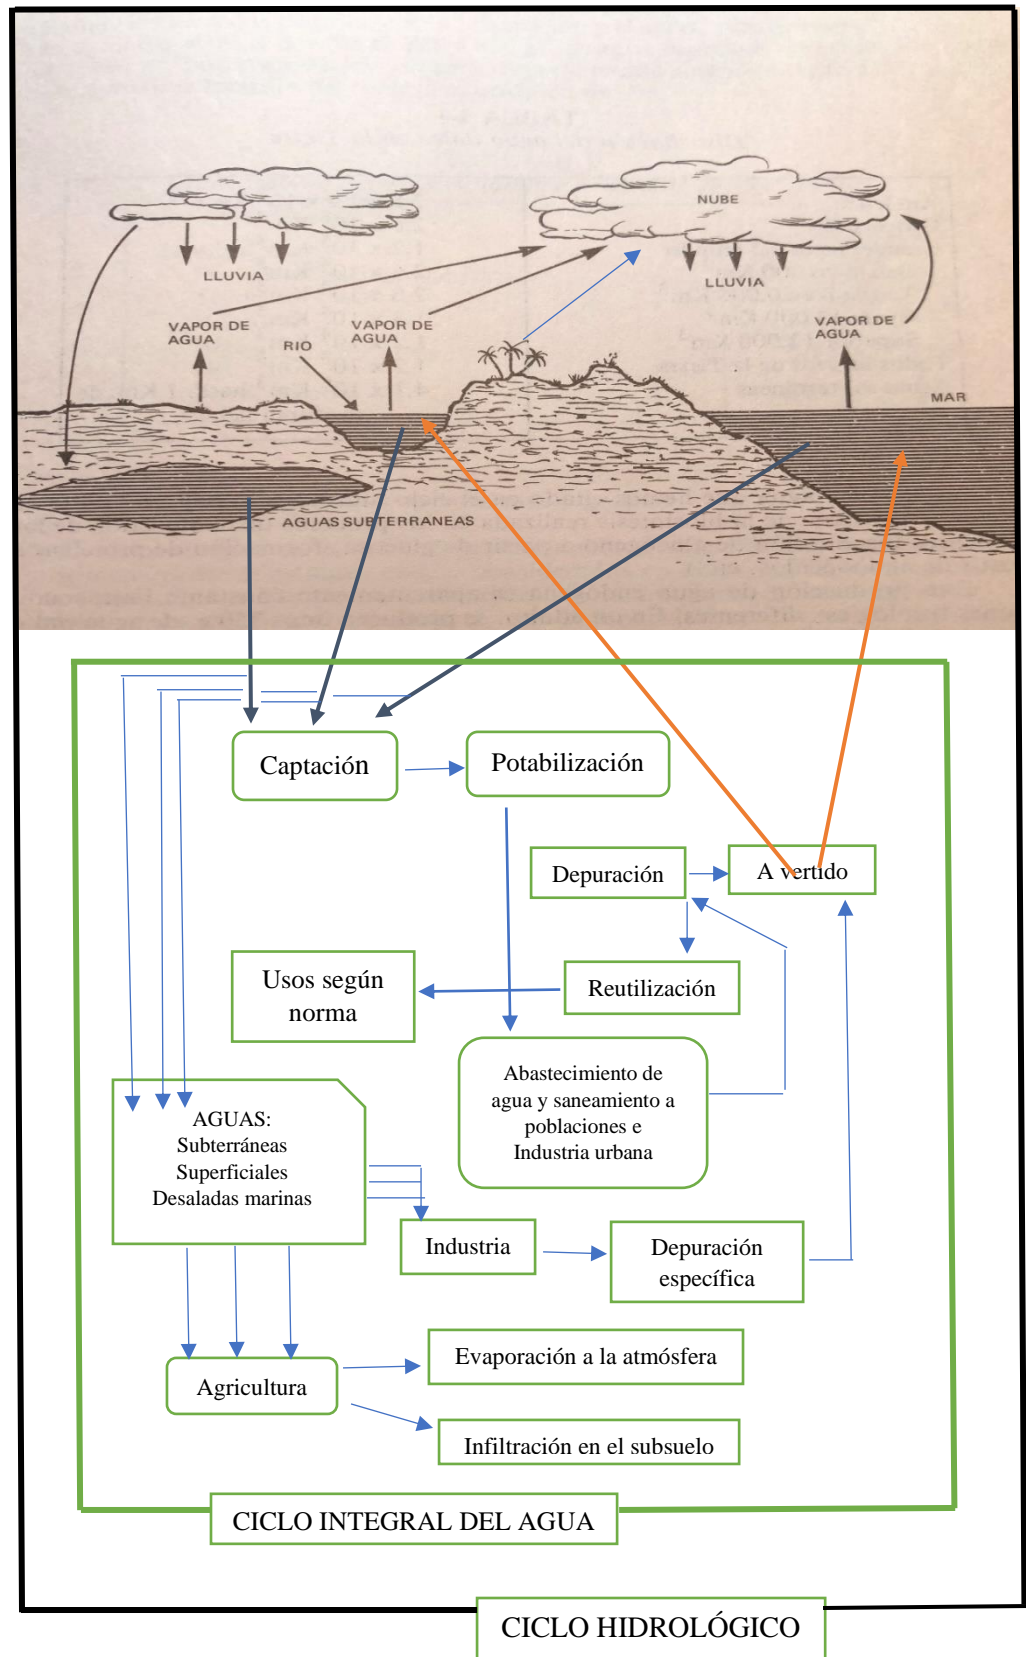 NUBE
LLUVIA
LLUVIA
VAPOR DE
AGUA
VAPOR DE
AGUA
VAPOR DE
AGUA
RIO
MAR
AGUAS SUBTERRANEAS
Captación
Potabilización
Depuración
A vertido
Usos según
norma
Reutilización
Abastecimiento de
agua y saneamiento a
poblaciones e
Industria urbana
AGUAS:
Subterráneas
Superficiales
Desaladas marinas
Industria
Depuración
específica
Evaporación a la atmósfera
Agricultura
Infiltración en el subsuelo
CICLO INTEGRAL DEL AGUA
CICLO HIDROLÓGICO